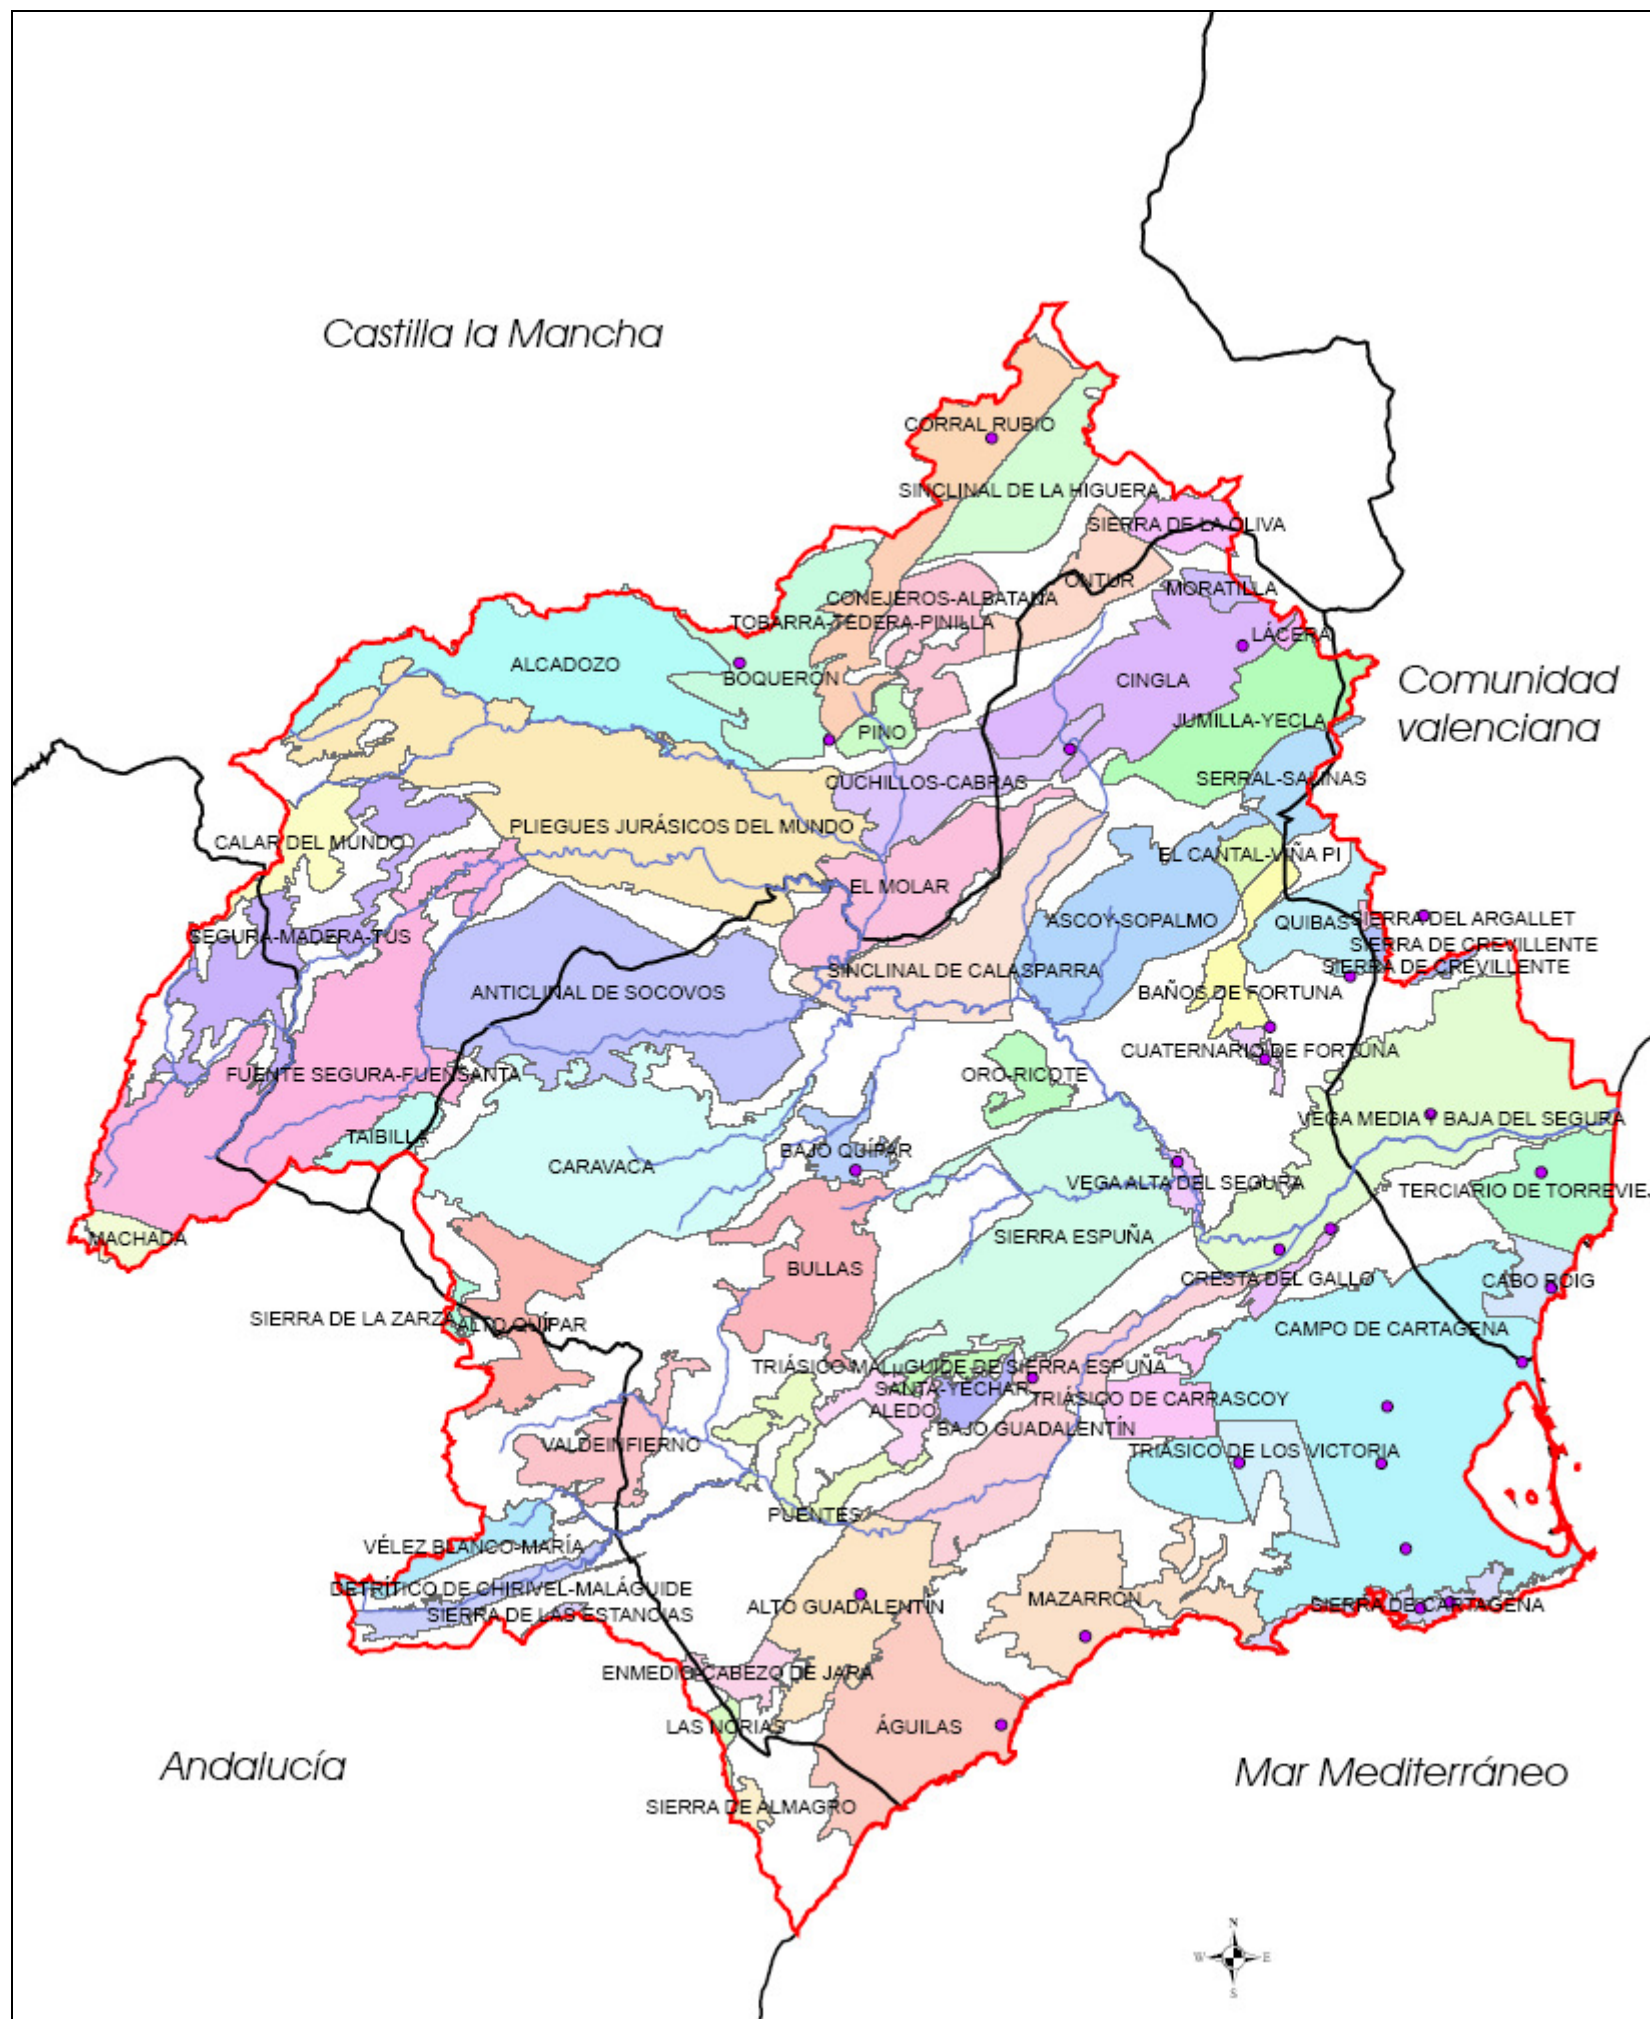 Castilla la Mancha
CORRAL RUBIO
SINCLINAL DE LA HIGUERA
SIERRA DE LA OLIVA
ONTUR
MORATILLA
CONEJEROS-ALBATANA
TOBARRA-TEDERA-PINILLA
LÁCERA
ALCADOZO
BOQUERÓN
CINGLA
Comunidad
valenciana
JUMILLA-YECLA
PINO
SERRAL-SALINAS
CUCHILLOS-CABRAS
PLIEGUES JURÁSICOS DEL MUNDO
CALAR DEL MUNDO
EL CANTAL-VIÑA PI
EL MOLAR
ASCOY-SOPALMO
QUIBAS
SIERRA DEL ARGALLET
SEGURA-MADERA-TUS
SIERRA DE CREVILLENTE
SIERRA DE CREVILLENTE
SINCLINAL DE CALASPARRA
ANTICLINAL DE SOCOVOS
BAÑOS DE FORTUNA
CUATERNARIO DE FORTUNA
FUENTE SEGURA-FUENSANTA
ORO-RICOTE
VEGA MEDIA Y BAJA DEL SEGURA
TAIBILLA
BAJO QUÍPAR
CARAVACA
VEGA ALTA DEL SEGURA
TERCIARIO DE TORREVIEJ
MACHADA
SIERRA ESPUÑA
BULLAS
CRESTA DEL GALLO
CABO ROIG
SIERRA DE LA ZARZA
ALTO QUÍPAR
CAMPO DE CARTAGENA
TRIÁSICO MALUGUIDE DE SIERRA ESPUÑA
SANTA-YÉCHAR
TRIÁSICO DE CARRASCOY
ALEDO
BAJO GUADALENTÍN
VALDEINFIERNO
TRIÁSICO DE LOS VICTORIA
PUENTES
VÉLEZ BLANCO-MARÍA
DETRÍTICO DE CHIRIVEL-MALÁGUIDE
ALTO GUADALENTÍN
MAZARRÓN
SIERRA DE CARTAGENA
SIERRA DE LAS ESTANCIAS
ENMEDIO-CABEZO DE JARA
LAS NORIAS
ÁGUILAS
Andalucía
Mar Mediterráneo
SIERRA DE ALMAGRO
N
W
E
S